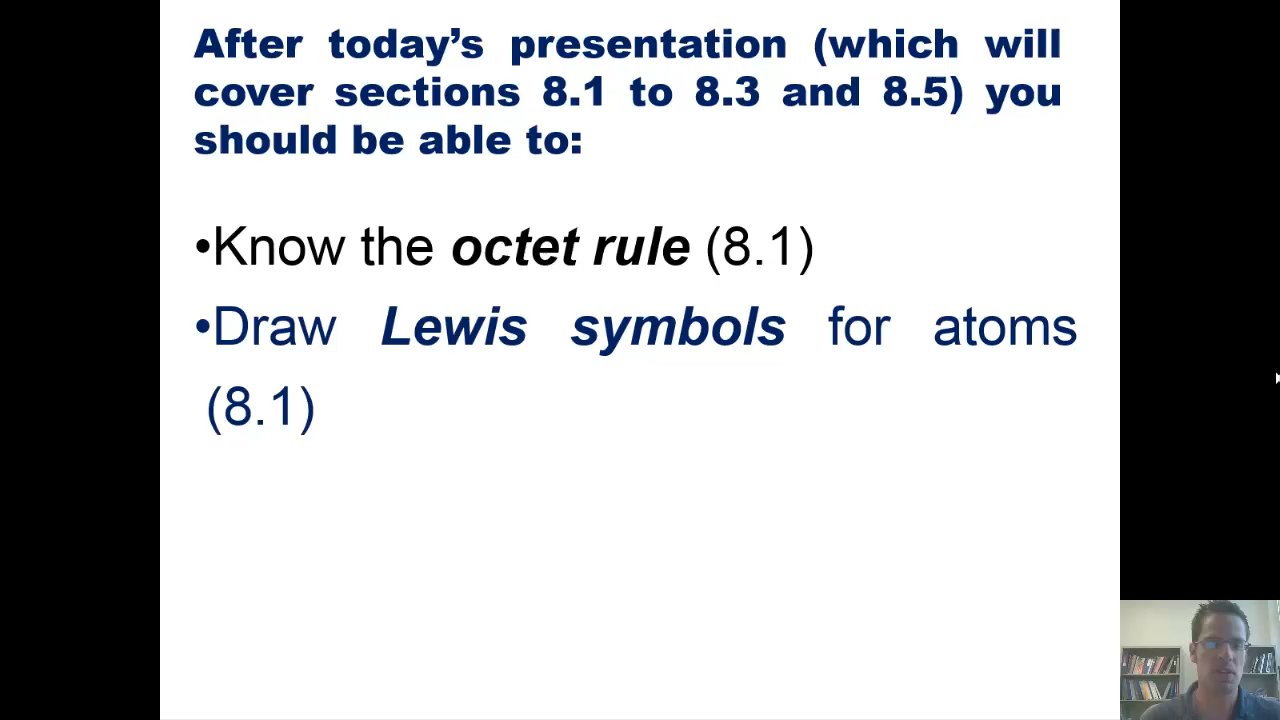 After today’s presentation (which will
cover sections 8.1 to 8.3 and 8.5) you
should be able to:
•Know the octet rule (8.1)
•Draw Lewis symbols for atoms
(8.1)